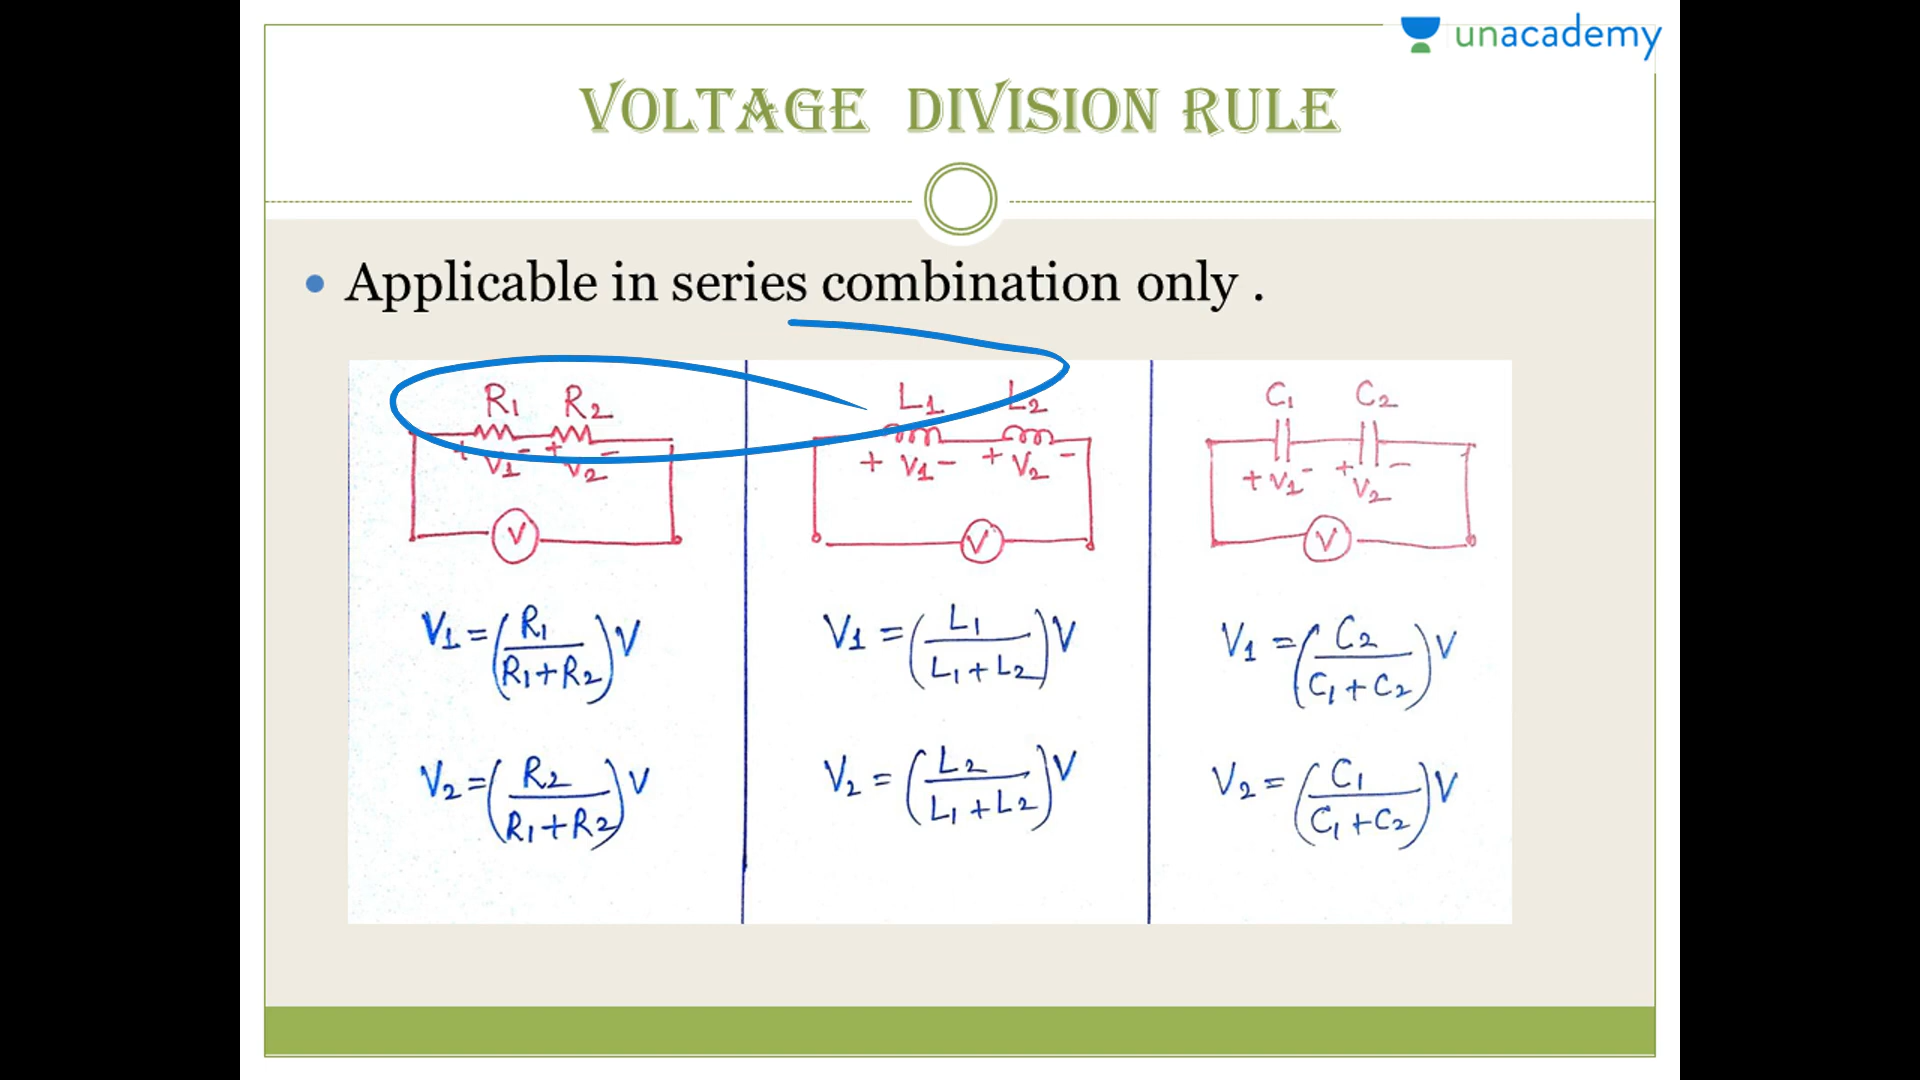 unacademy
VOLTAGE DIVISION RULE
• Applicable in series combination only .
R1 R2
+ V1 - + V2 -
V
V1 = (R1 / (R1 + R2)) V
V2 = (R2 / (R1 + R2)) V
L1 L2
+ V1 - + V2 -
V
V1 = (L1 / (L1 + L2)) V
V2 = (L2 / (L1 + L2)) V
C1 C2
+ V1 - + V2 -
V
V1 = (C2 / (C1 + C2)) V
V2 = (C1 / (C1 + C2)) V